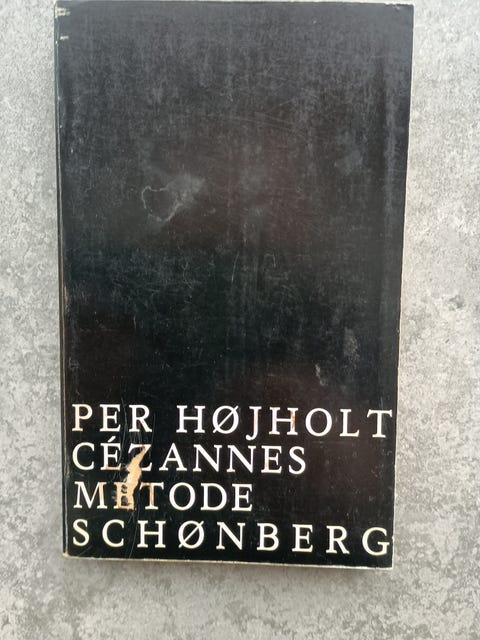 PER HØJHOLT
CÉZANNES
METODE
SCHØNBERG